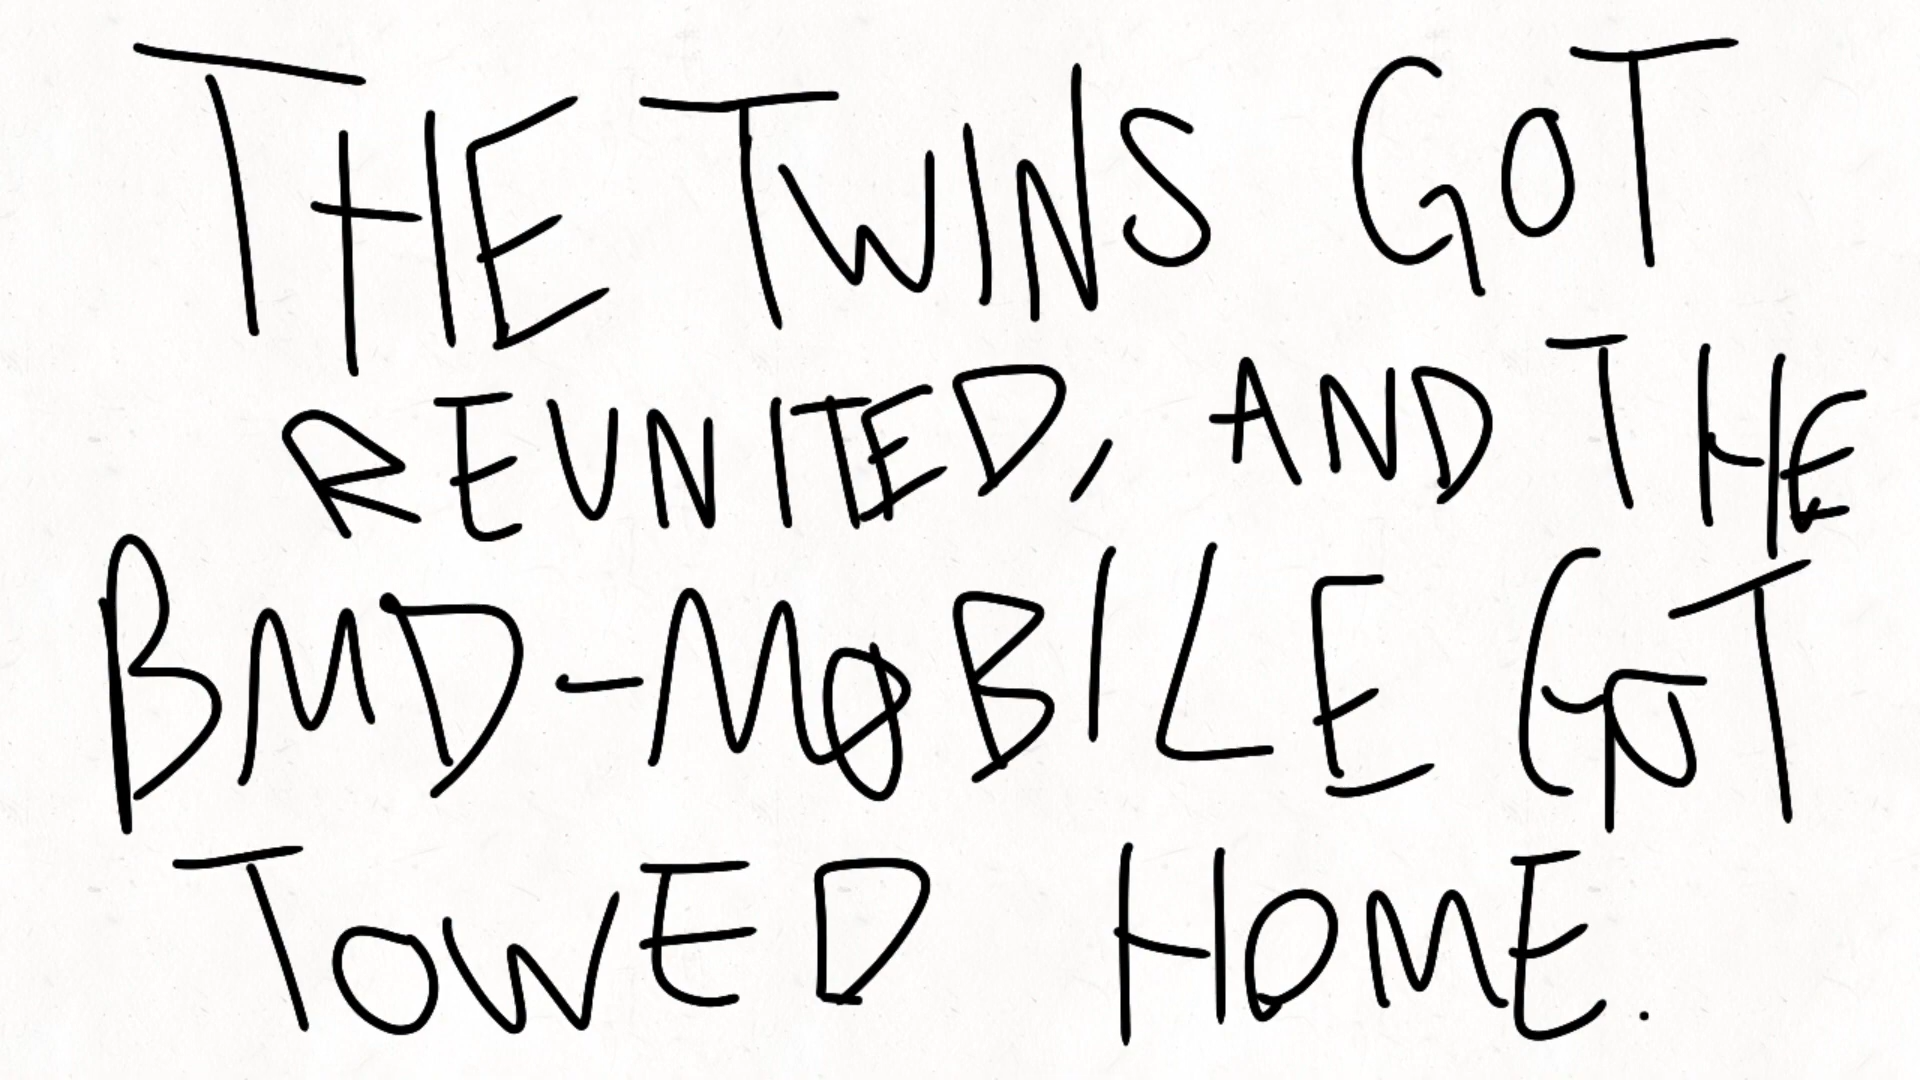 THE TWINS GOT
REUNITED, AND THE
BMD-MOBILE GOT
TOWED HOME.